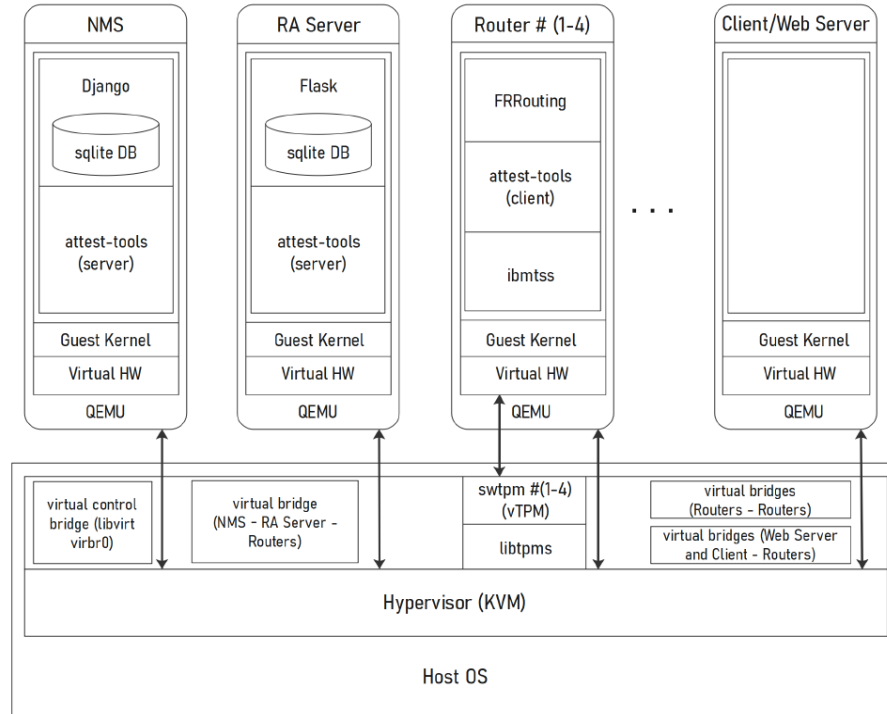 NMS
Django
sqlite DB
attest-tools
(server)
Guest Kernel
Virtual HW
QEMU
RA Server
Flask
sqlite DB
attest-tools
(server)
Guest Kernel
Virtual HW
QEMU
Router # (1-4)
FRRouting
attest-tools
(client)
ibmtss
Guest Kernel
Virtual HW
QEMU
. . .
Client/Web Server
Guest Kernel
Virtual HW
QEMU
virtual control
bridge (libvirt
virbr0)
virtual bridge
(NMS - RA Server -
Routers)
swtpm #(1-4)
(vTPM)
libtpms
virtual bridges
(Routers - Routers)
virtual bridges (Web Server
and Client - Routers)
Hypervisor (KVM)
Host OS